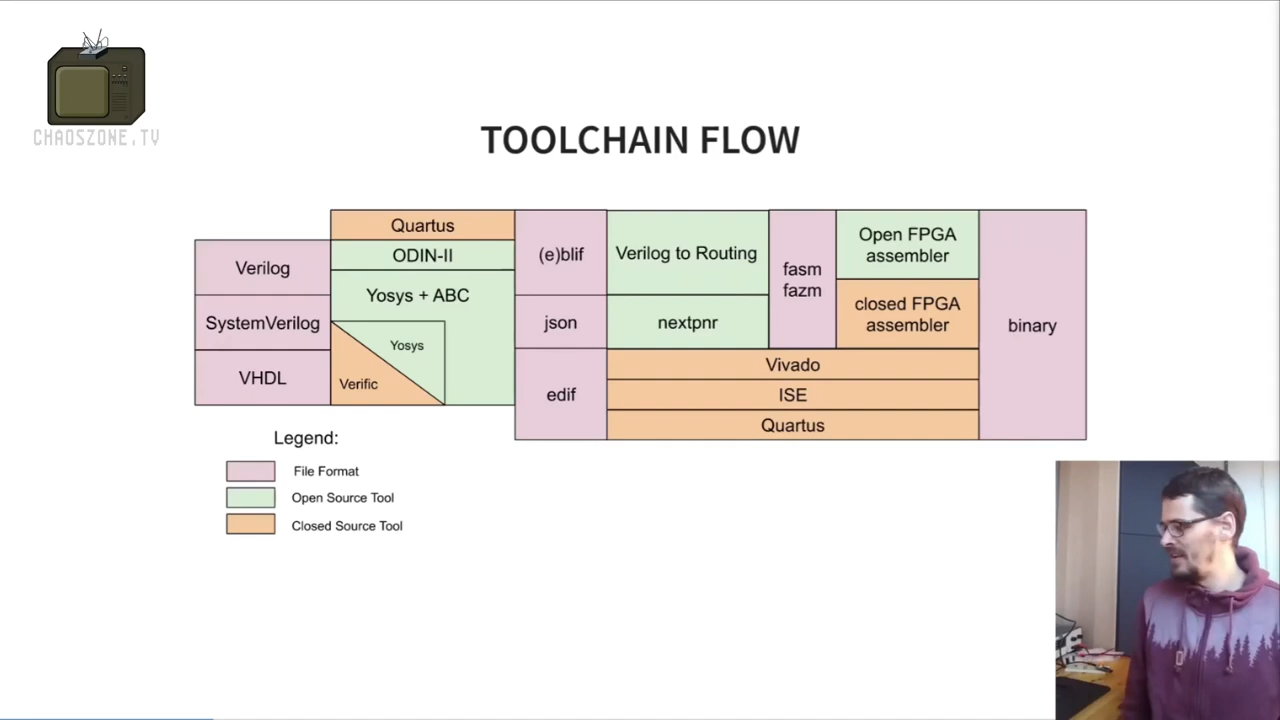 CHAOSZONE.TV
TOOLCHAIN FLOW
Verilog
SystemVerilog
VHDL
Quartus
ODIN-II
Yosys + ABC
Yosys
Verific
(e)blif
json
edif
Verilog to Routing
nextpnr
fasm
fazm
Open FPGA
assembler
closed FPGA
assembler
Vivado
ISE
Quartus
binary
Legend:
File Format
Open Source Tool
Closed Source Tool